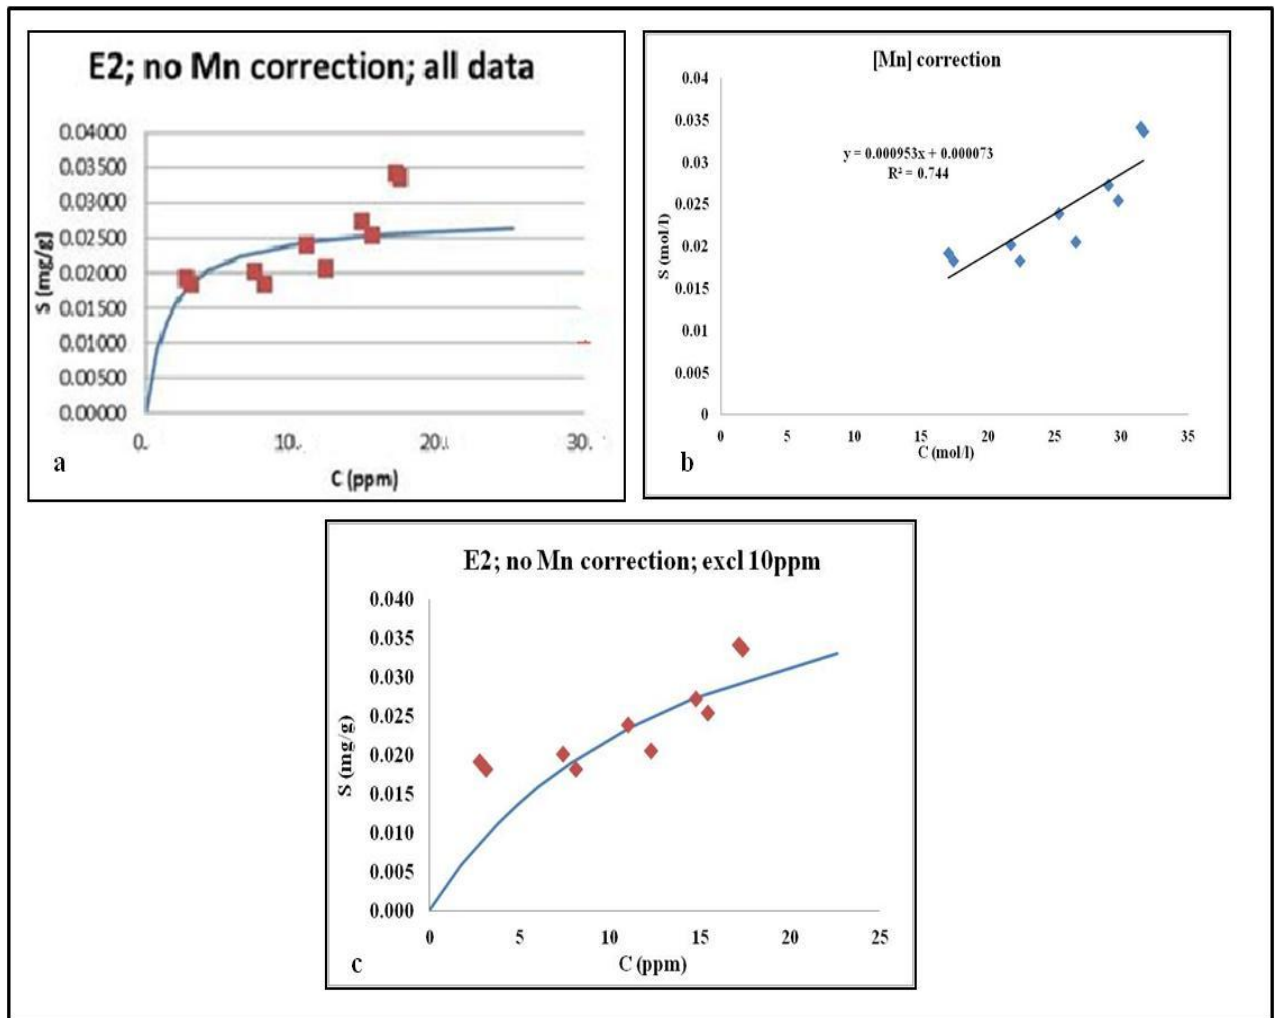 E2; no Mn correction; all data
0.04000
0.03500
0.03000
0.02500
0.02000
0.01500
0.01000
0.00500
0.00000
S (mg/g)
0. 10. 20. 30.
C (ppm)
a
[Mn] correction
0.04
0.035
0.03
0.025
0.02
0.015
0.01
0.005
0
S (mol/l)
y = 0.000953x + 0.000073
R² = 0.744
0 5 10 15 20 25 30 35
C (mol/l)
b
E2; no Mn correction; excl 10ppm
0.040
0.035
0.030
0.025
0.020
0.015
0.010
0.005
0.000
S (mg/g)
0 5 10 15 20 25
C (ppm)
c